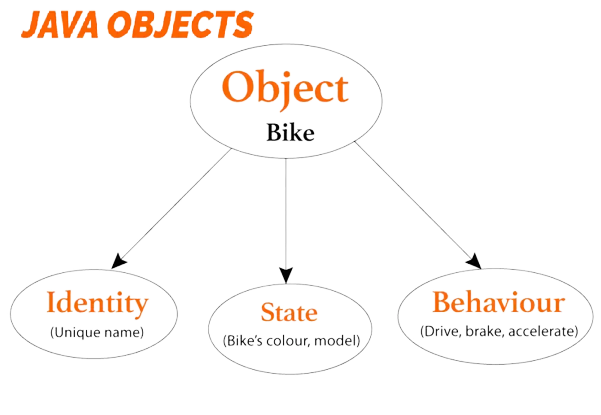 JAVA OBJECTS
Object
Bike
Identity
(Unique name)
State
(Bike's colour, model)
Behaviour
(Drive, brake, accelerate)